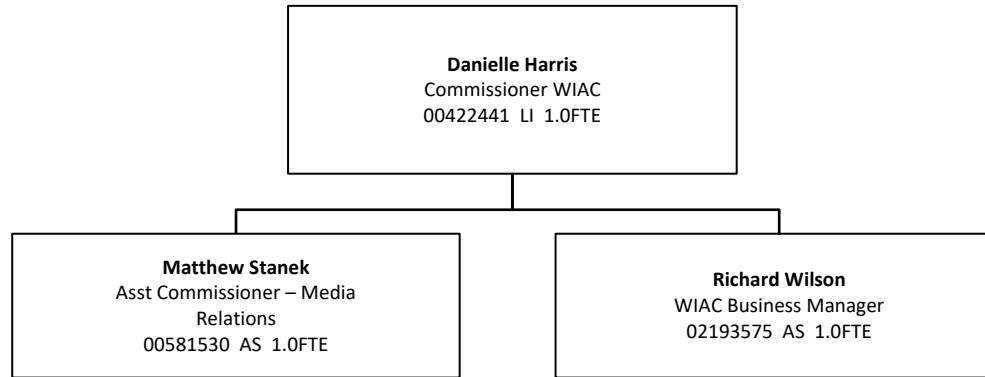 Danielle Harris
Commissioner WIAC
00422441 LI 1.0FTE
Matthew Stanek
Asst Commissioner – Media
Relations
00581530 AS 1.0FTE
Richard Wilson
WIAC Business Manager
02193575 AS 1.0FTE